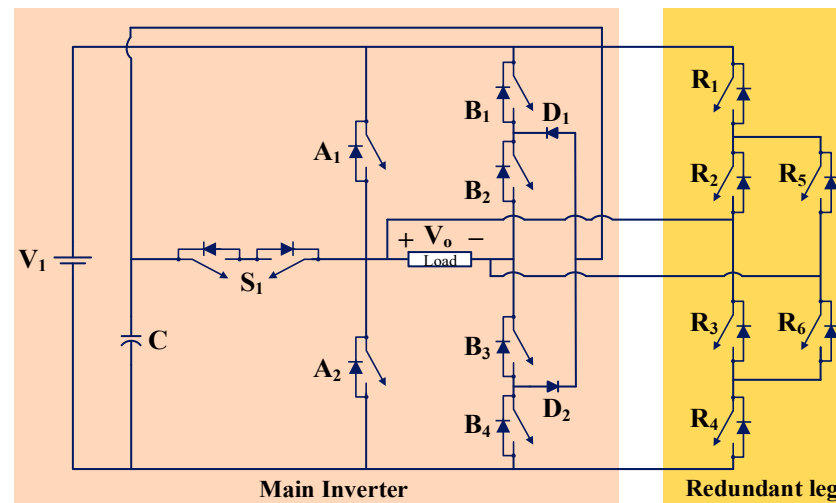 R₁
B₁
D₁
A₁
B₂
R₂
R₅
+ Vₒ −
V₁
Load
S₁
C
B₃
R₃
R₆
A₂
D₂
B₄
R₄
Main Inverter
Redundant leg